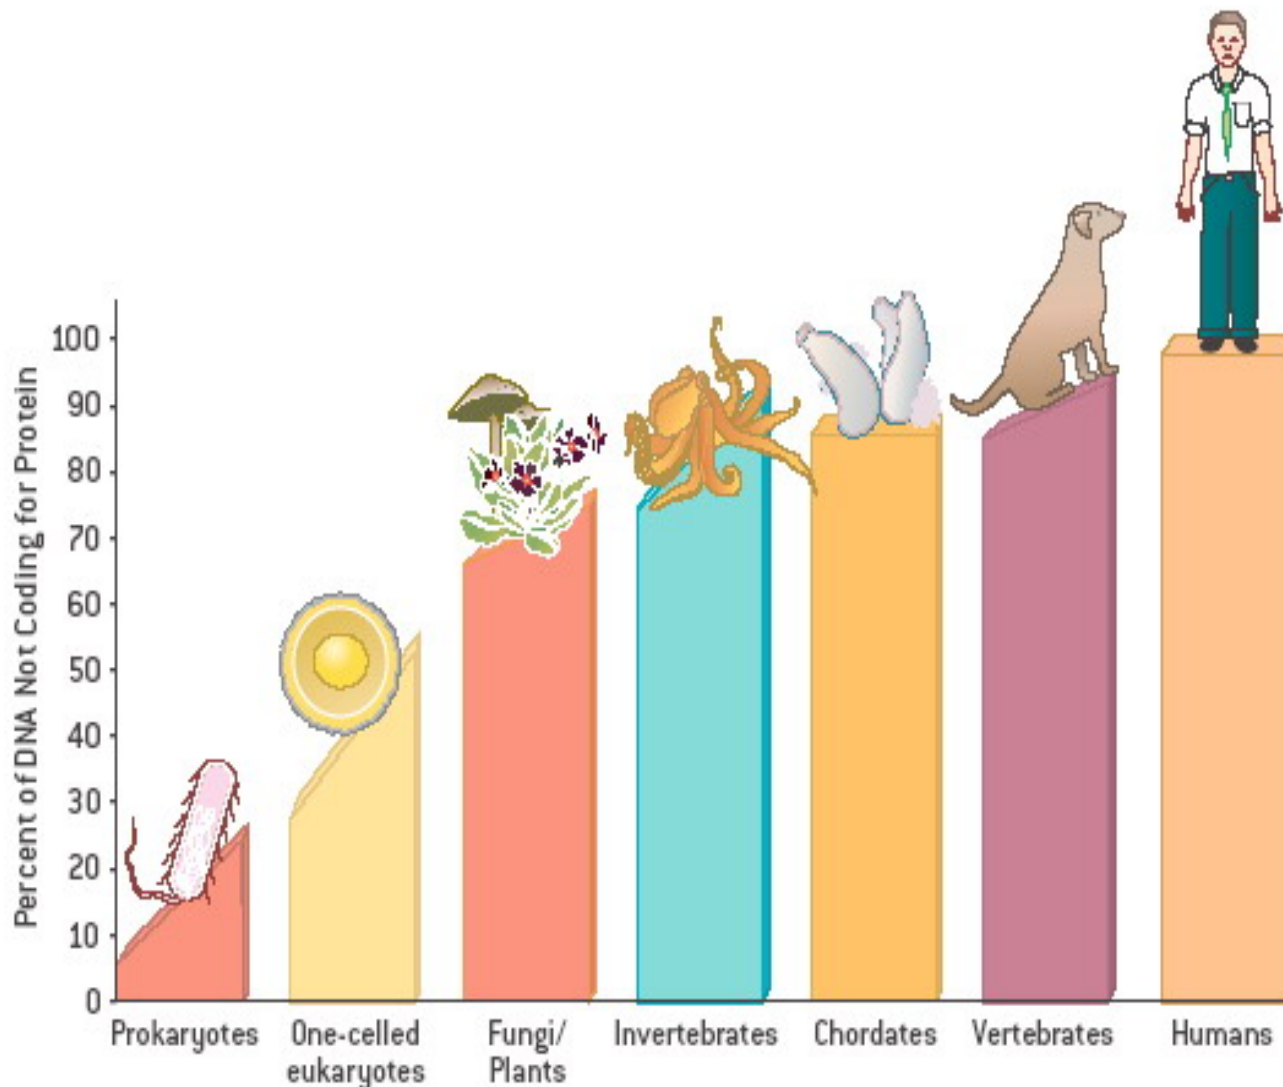 Percent of DNA Not Coding for Protein
100
90
80
70
60
50
40
30
20
10
0
Prokaryotes
One-celled
eukaryotes
Fungi/
Plants
Invertebrates
Chordates
Vertebrates
Humans